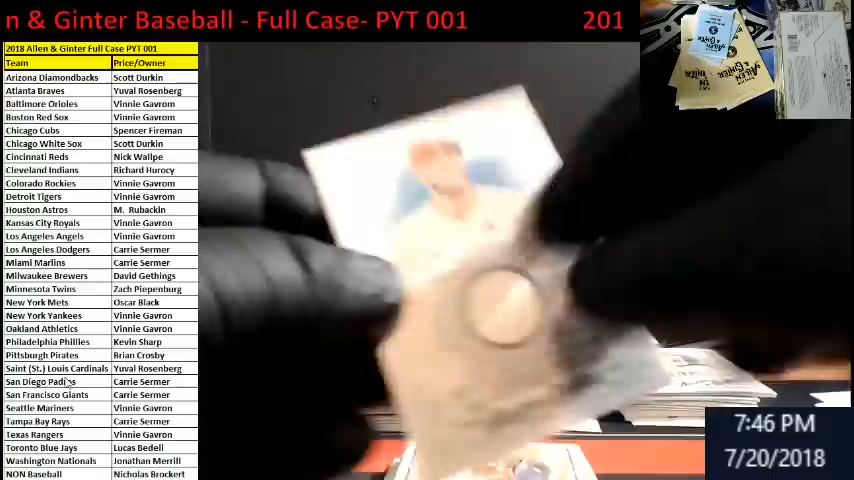 n & Ginter Baseball - Full Case- PYT 001 201
2018 Allen & Ginter Full Case PYT 001
Team Price/Owner
Arizona Diamondbacks Scott Durkin
Atlanta Braves Yuval Rosenberg
Baltimore Orioles Vinnie Gavrom
Boston Red Sox Vinnie Gavrom
Chicago Cubs Spencer Fireman
Chicago White Sox Scott Durkin
Cincinnati Reds Nick Wallpe
Cleveland Indians Richard Hurocy
Colorado Rockies Vinnie Gavrom
Detroit Tigers Vinnie Gavrom
Houston Astros M. Rubackin
Kansas City Royals Vinnie Gavron
Los Angeles Angels Vinnie Gavrom
Los Angeles Dodgers Carrie Sermer
Miami Marlins Carrie Sermer
Milwaukee Brewers David Gethings
Minnesota Twins Zach Piepenburg
New York Mets Oscar Black
New York Yankees Vinnie Gavron
Oakland Athletics Vinnie Gavron
Philadelphia Phillies Kevin Sharp
Pittsburgh Pirates Brian Crosby
Saint (St.) Louis Cardinals Yuval Rosenberg
San Diego Padres Carrie Sermer
San Francisco Giants Carrie Sermer
Seattle Mariners Vinnie Gavron
Tampa Bay Rays Carrie Sermer
Texas Rangers Vinnie Gavron
Toronto Blue Jays Lucas Bedell
Washington Nationals Jonathan Merrill
NON Baseball Nicholas Brockert
7:46 PM
7/20/2018